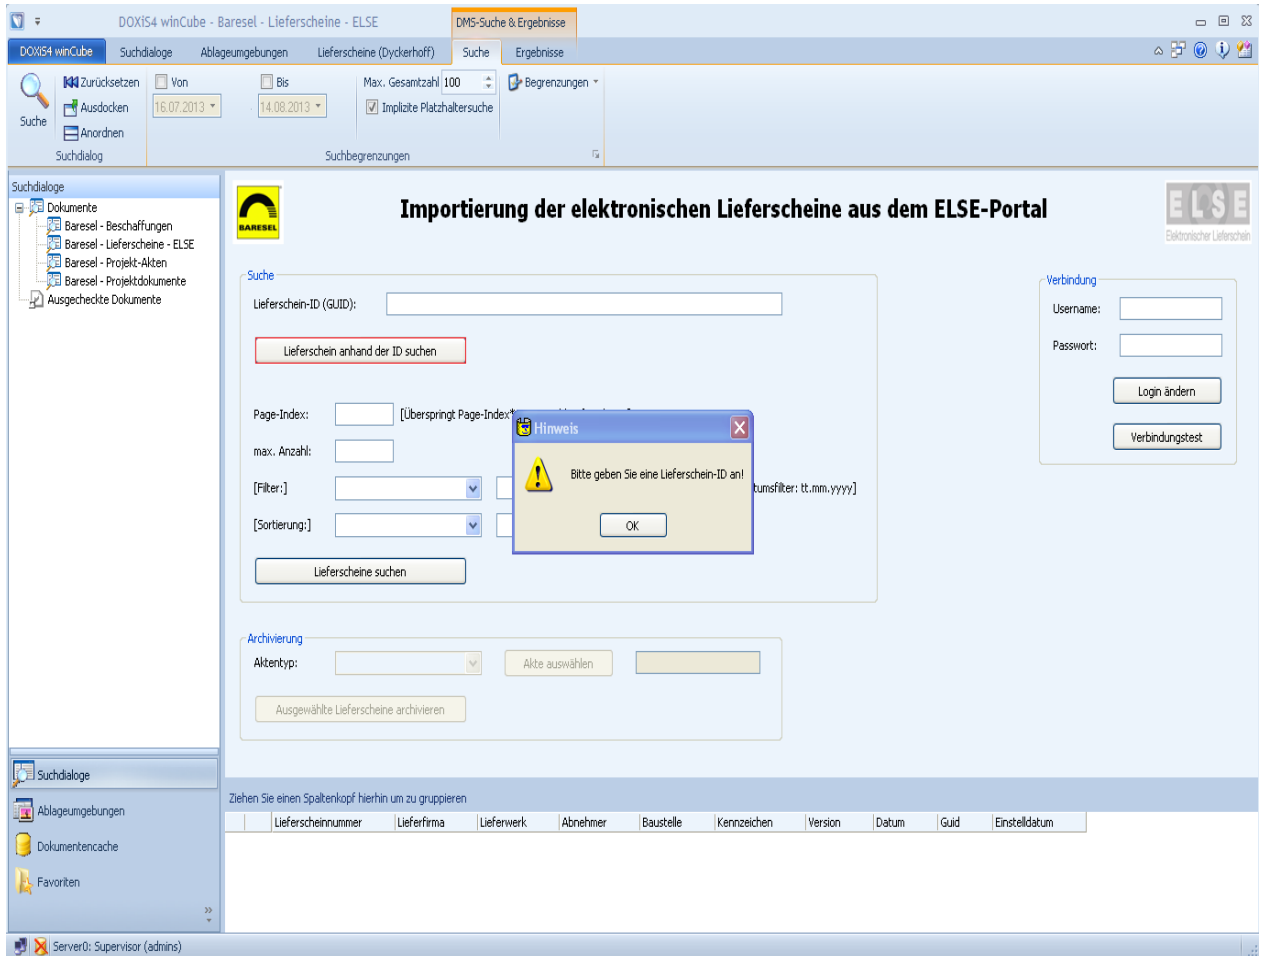 DOXiS4 winCube - Baresel - Lieferscheine - ELSE
DMS-Suche & Ergebnisse
DOXiS4 winCube Suchdialoge Ablageumgebungen Lieferscheine (Dyckerhoff) Suche Ergebnisse
Suche
Zurücksetzen
Ausdocken
Anordnen
Suchdialog
Von
16.07.2013
-
Bis
14.08.2013
Max. Gesamtzahl 100
Implizite Platzhaltersuche
Begrenzungen
Suchbegrenzungen
Suchdialoge
Dokumente
Baresel - Beschaffungen
Baresel - Lieferscheine - ELSE
Baresel - Projekt-Akten
Baresel - Projektdokumente
Ausgecheckte Dokumente
BARESEL
Importierung der elektronischen Lieferscheine aus dem ELSE-Portal
ELSE
Elektronischer Lieferschein
Suche
Lieferschein-ID (GUID):
Lieferschein anhand der ID suchen
Page-Index: [Überspringt Page-Index*
max. Anzahl:
[Filter:]
tumsfilter: tt.mm.yyyy]
[Sortierung:]
Lieferscheine suchen
Hinweis
Bitte geben Sie eine Lieferschein-ID an!
OK
Verbindung
Username:
Passwort:
Login ändern
Verbindungstest
Archivierung
Aktentyp:
Akte auswählen
Ausgewählte Lieferscheine archivieren
Suchdialoge
Ablageumgebungen
Dokumentencache
Favoriten
Ziehen Sie einen Spaltenkopf hierhin um zu gruppieren
Lieferscheinnummer Lieferfirma Lieferwerk Abnehmer Baustelle Kennzeichen Version Datum Guid Einstelldatum
Server0: Supervisor (admins)